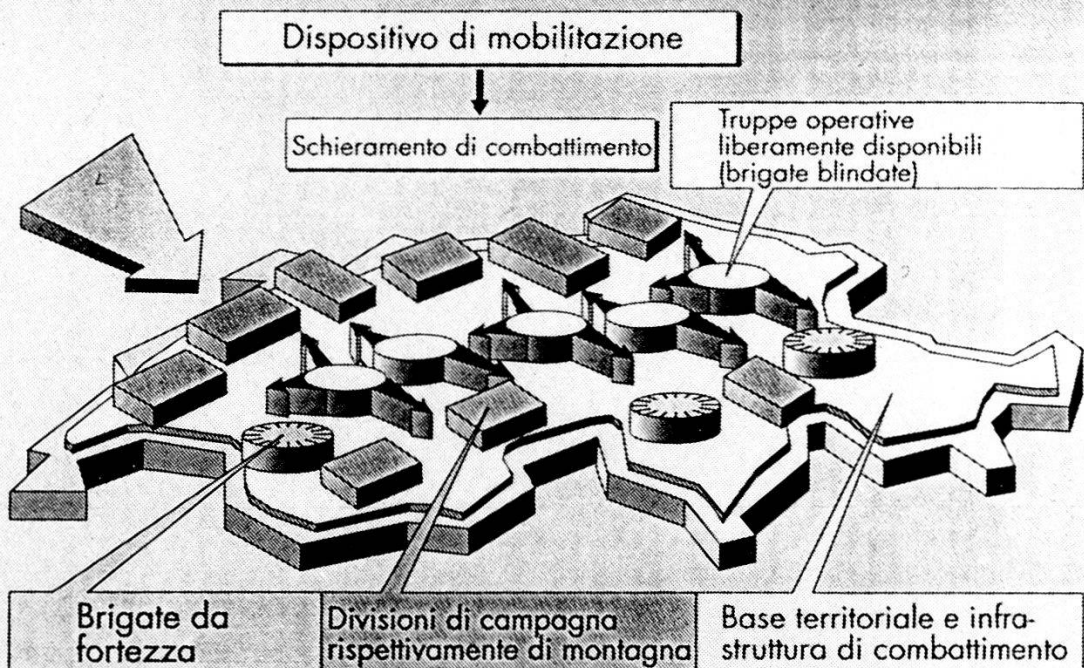 Dispositivo di mobilitazione
Schieramento di combattimento
Truppe operative
liberamente disponibili
(brigate blindate)
Brigate da
fortezza
Divisioni di campagna
rispettivamente di montagna
Base territoriale e infra-
struttura di combattimento